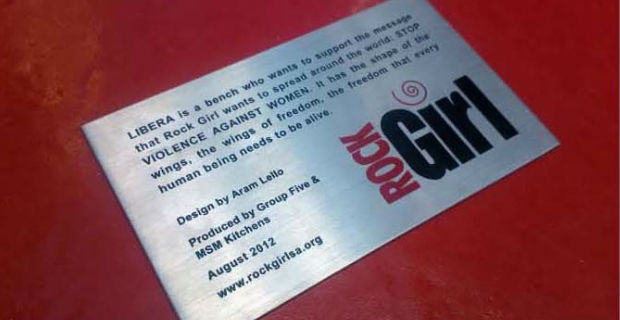 LIBERA is a bench who wants to support the message
that Rock Girl wants to spread around the world: STOP
VIOLENCE AGAINST WOMEN. It has the shape of the
wings, the wings of freedom, the freedom that every
human being needs to be alive.
Design by Aram Lello
Produced by Group Five &
MSM Kitchens
August 2012
www.rockgirlsa.org
ROCK
Girl